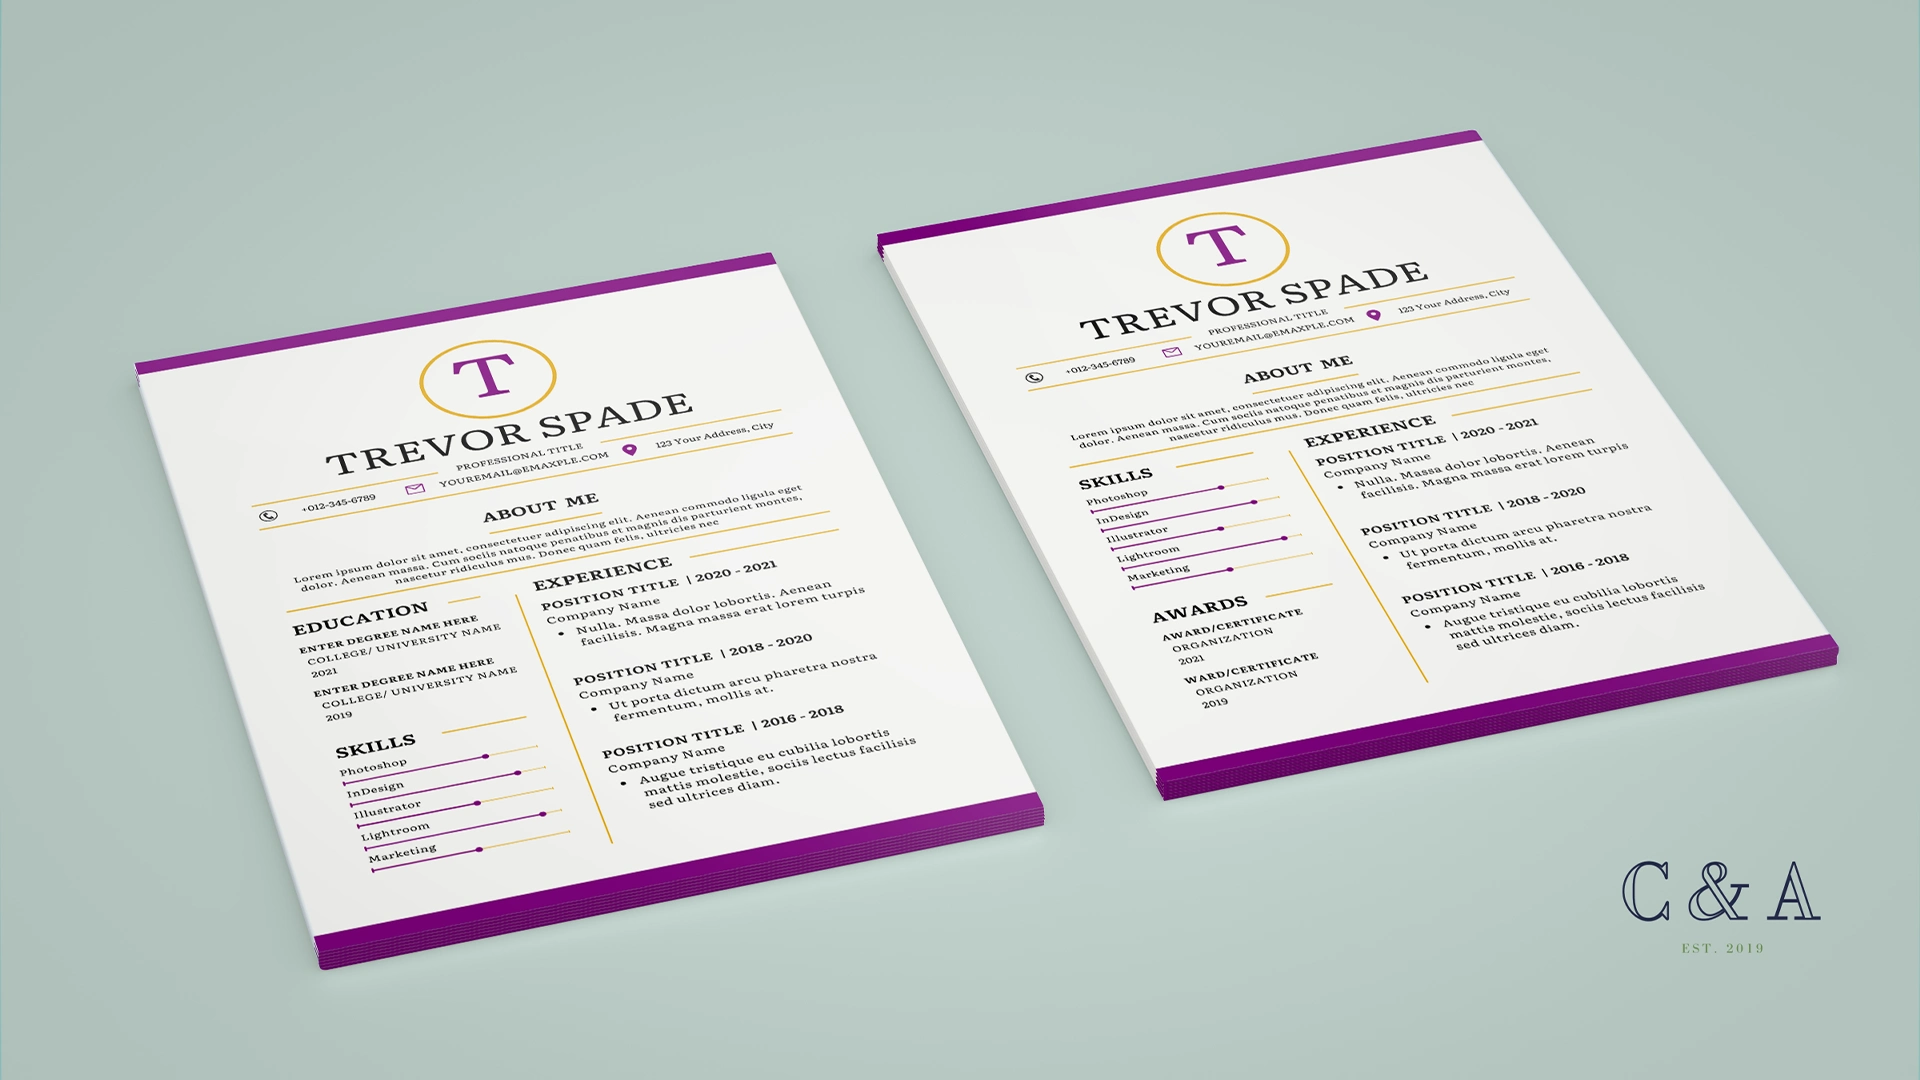 T
TREVOR SPADE
PROFESSIONAL TITLE
+012-345-6789
YOUREMAIL@EMAXPLE.COM
123 Your Address, City
ABOUT ME
Lorem ipsum dolor sit amet, consectetuer adipiscing elit. Aenean commodo ligula eget
dolor. Aenean massa. Cum sociis natoque penatibus et magnis dis parturient montes,
nascetur ridiculus mus. Donec quam felis, ultricies nec
EDUCATION
ENTER DEGREE NAME HERE
COLLEGE/ UNIVERSITY NAME
2021
ENTER DEGREE NAME HERE
COLLEGE/ UNIVERSITY NAME
2019
SKILLS
Photoshop
InDesign
Illustrator
Lightroom
Marketing
EXPERIENCE
POSITION TITLE | 2020 - 2021
Company Name
• Nulla. Massa dolor lobortis. Aenean
facilisis. Magna massa erat lorem turpis
POSITION TITLE | 2018 - 2020
Company Name
• Ut porta dictum arcu pharetra nostra
fermentum, mollis at.
POSITION TITLE | 2016 - 2018
Company Name
• Augue tristique eu cubilia lobortis
mattis molestie, sociis lectus facilisis
sed ultrices diam.
T
TREVOR SPADE
PROFESSIONAL TITLE
+012-345-6789
YOUREMAIL@EMAXPLE.COM
123 Your Address, City
ABOUT ME
Lorem ipsum dolor sit amet, consectetuer adipiscing elit. Aenean commodo ligula eget
dolor. Aenean massa. Cum sociis natoque penatibus et magnis dis parturient montes,
nascetur ridiculus mus. Donec quam felis, ultricies nec
SKILLS
Photoshop
InDesign
Illustrator
Lightroom
Marketing
AWARDS
AWARD/CERTIFICATE
ORGANIZATION
2021
WARD/CERTIFICATE
ORGANIZATION
2019
EXPERIENCE
POSITION TITLE | 2020 - 2021
Company Name
• Nulla. Massa dolor lobortis. Aenean
facilisis. Magna massa erat lorem turpis
POSITION TITLE | 2018 - 2020
Company Name
• Ut porta dictum arcu pharetra nostra
fermentum, mollis at.
POSITION TITLE | 2016 - 2018
Company Name
• Augue tristique eu cubilia lobortis
mattis molestie, sociis lectus facilisis
sed ultrices diam.
C & A
EST. 2019